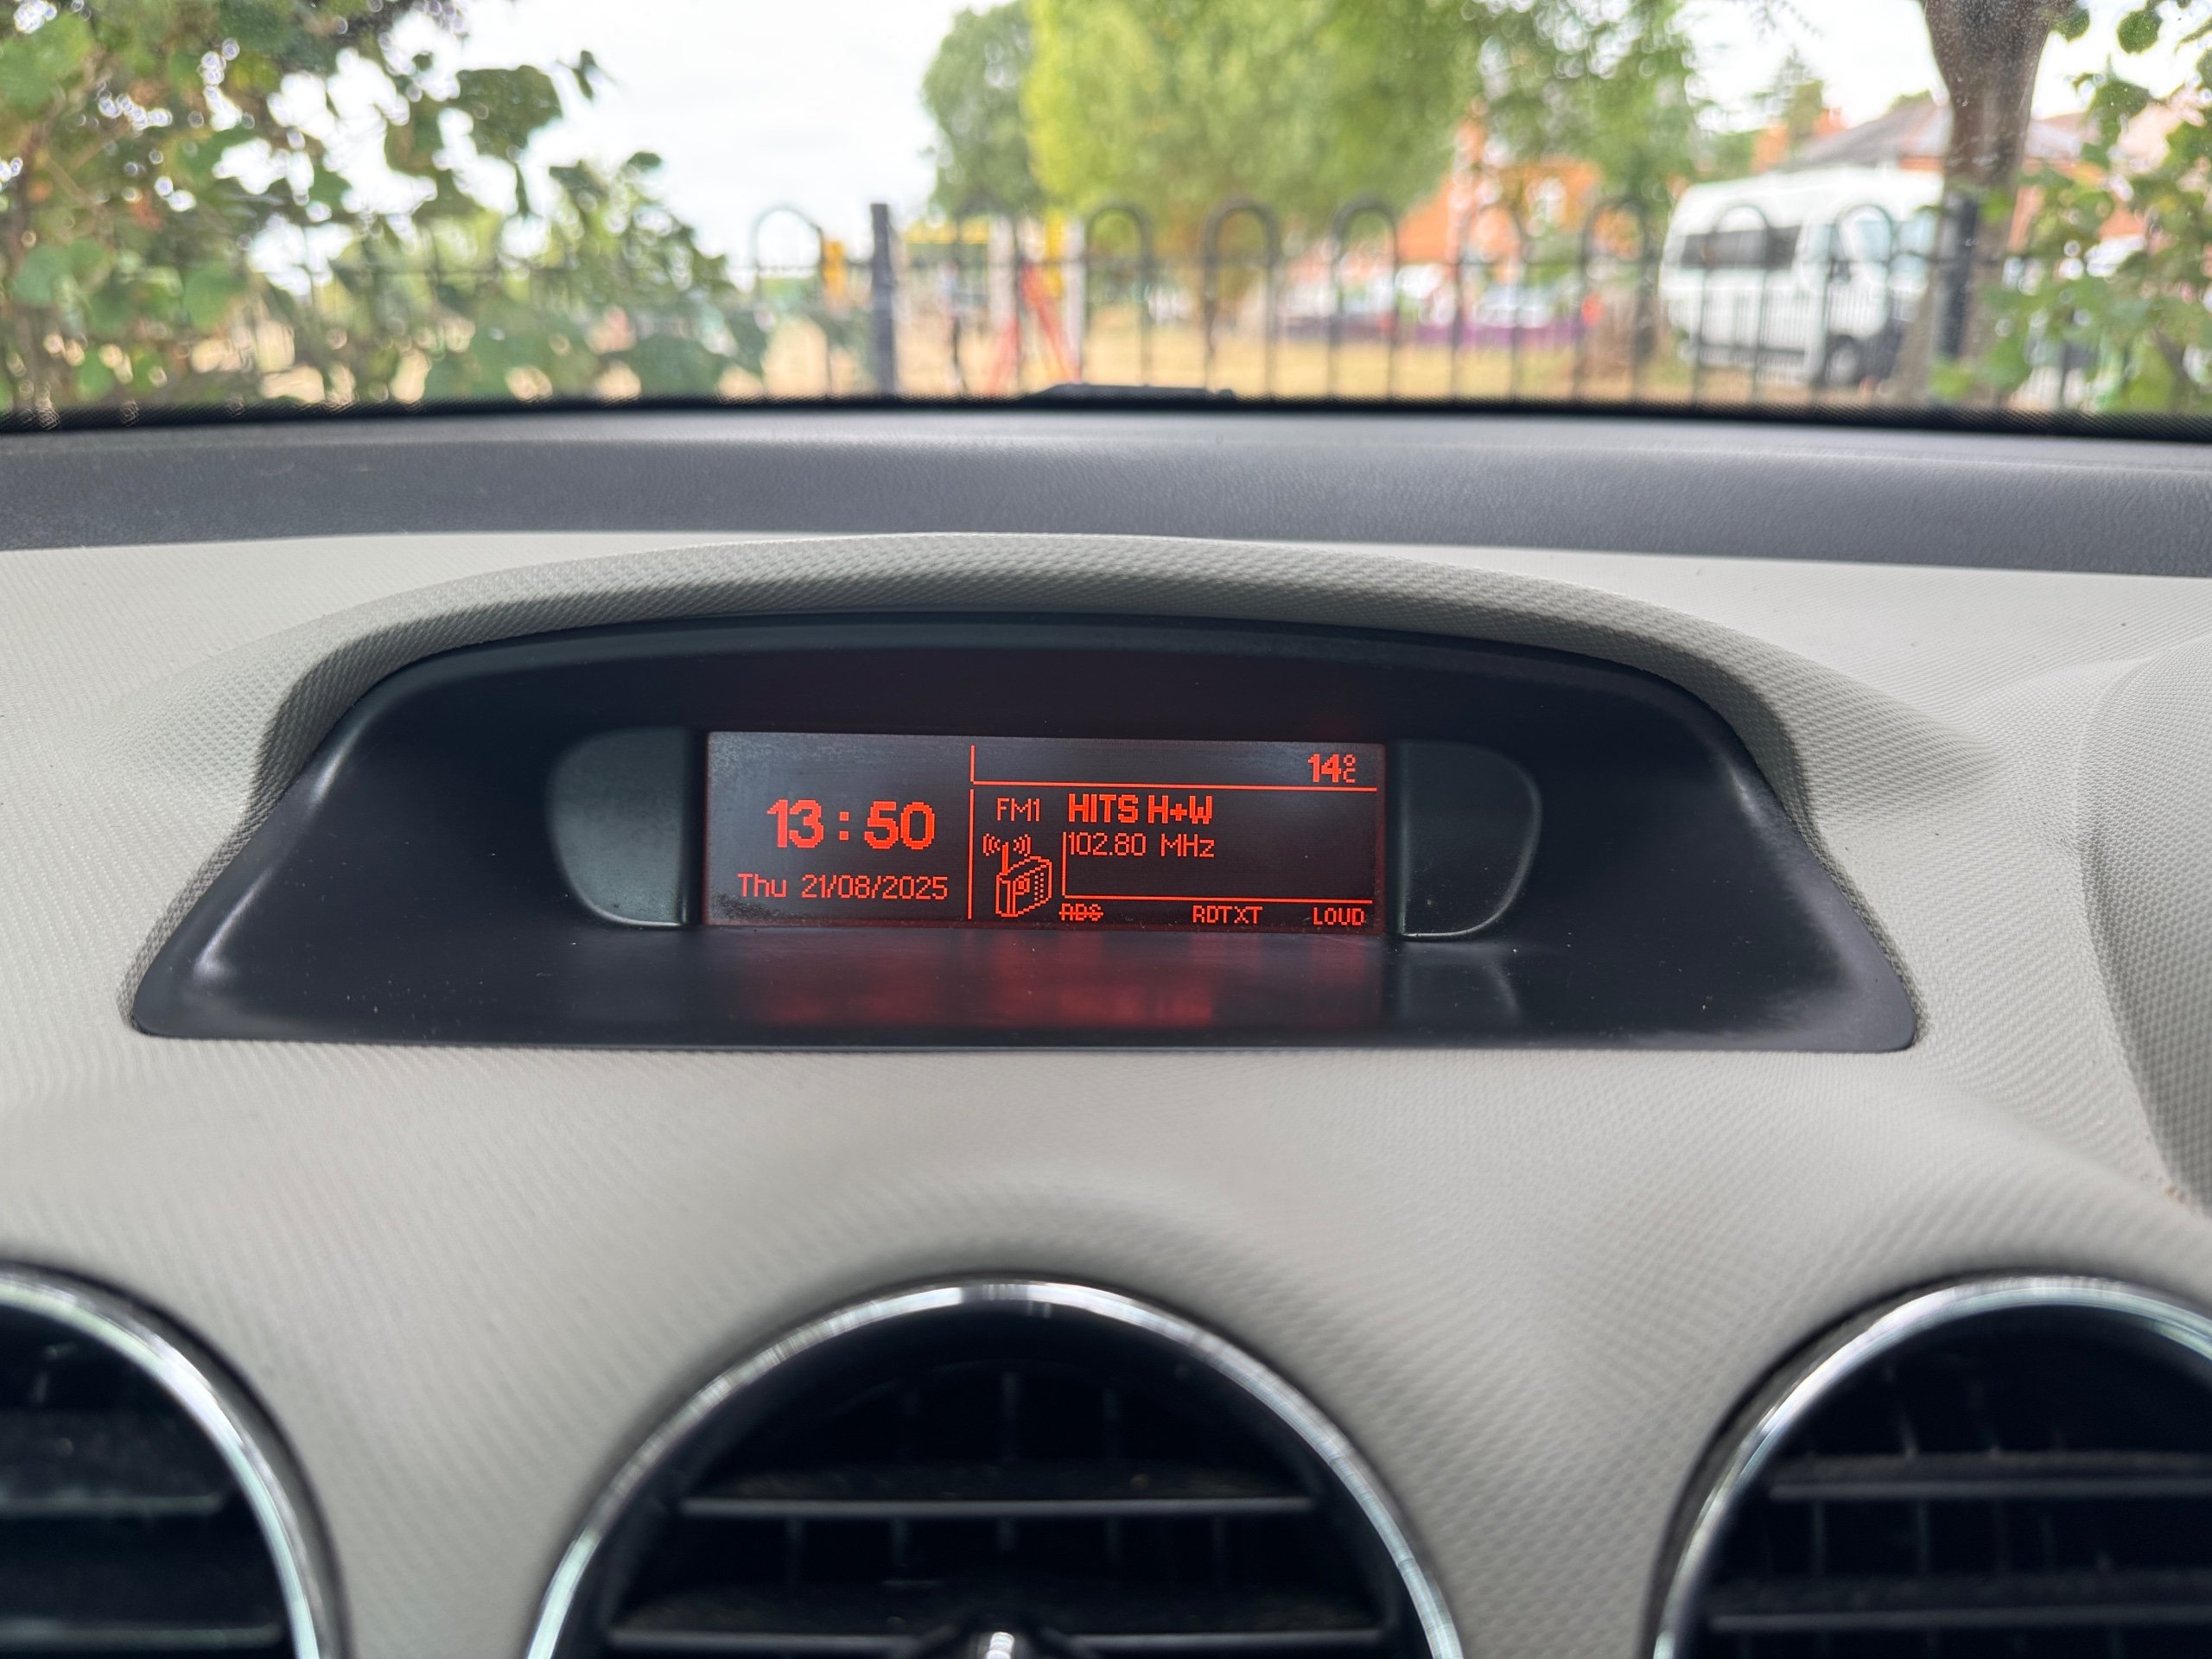 14°C
13:50
Thu 21/08/2025
FM1 HITS H+W
102.80 MHz
RDS RDTXT LOUD